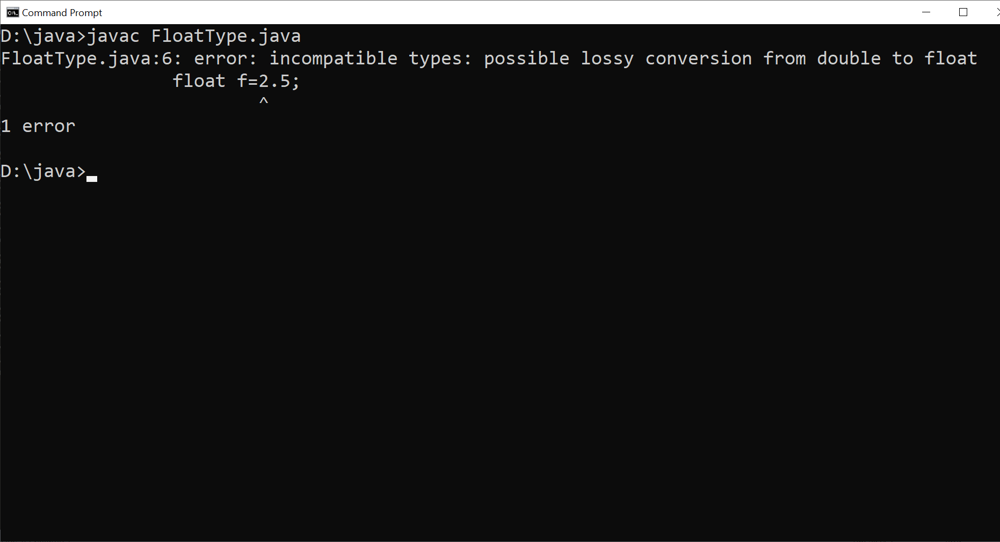 Command Prompt
D:\java>javac FloatType.java
FloatType.java:6: error: incompatible types: possible lossy conversion from double to float
                float f=2.5;
                        ^
1 error
D:\java>